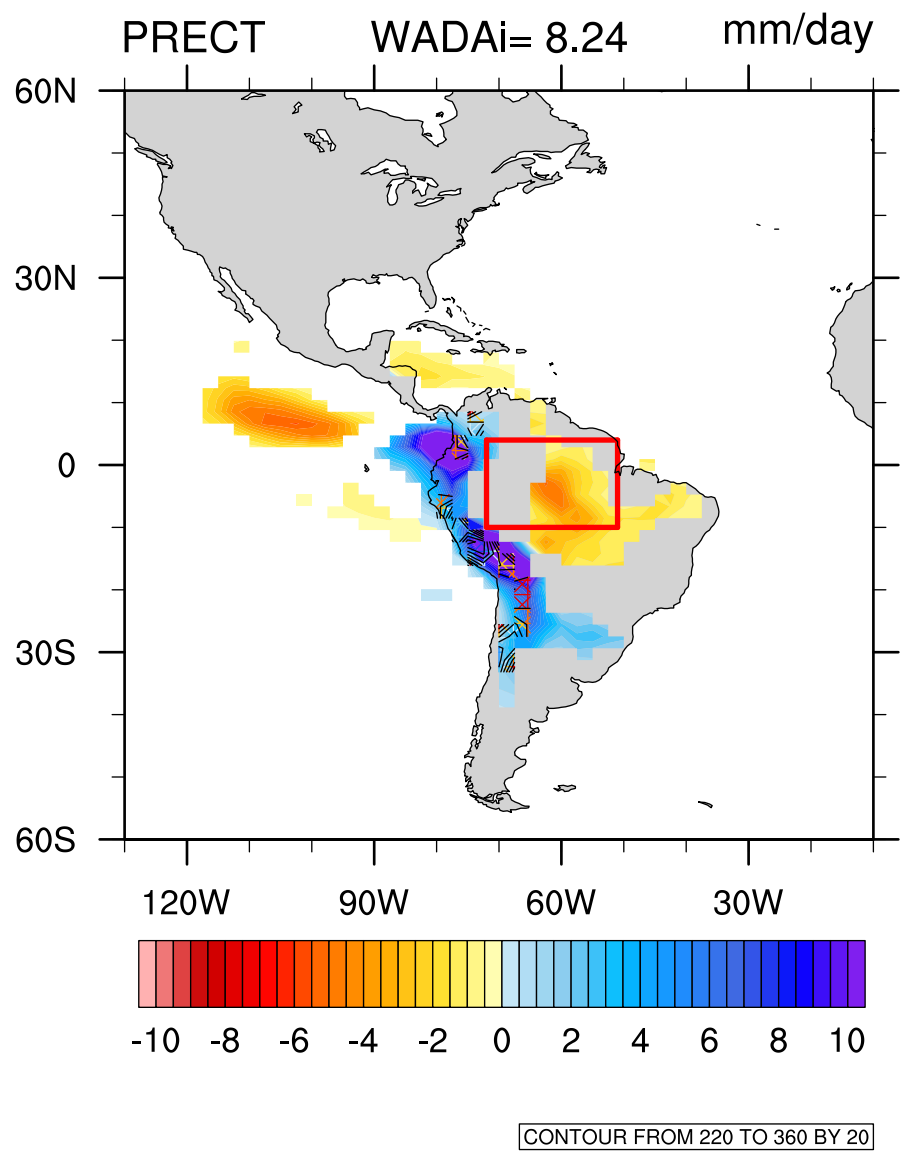 PRECT WADAi= 8.24 mm/day
60N
30N
0
30S
60S
120W 90W 60W 30W
-10 -8 -6 -4 -2 0 2 4 6 8 10
CONTOUR FROM 220 TO 360 BY 20